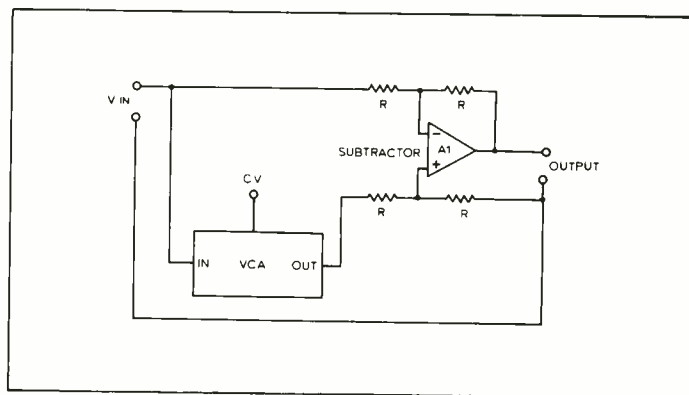 R
R
V IN
−
A1
+
SUBTRACTOR
OUTPUT
CV
R
R
IN
VCA
OUT